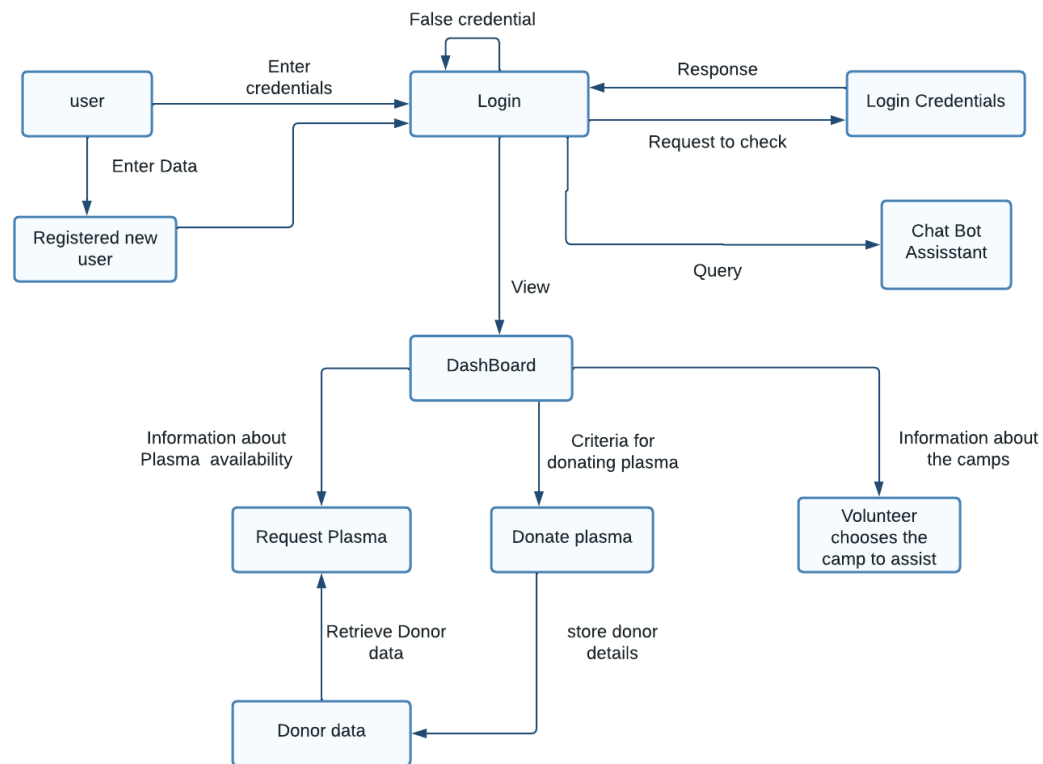 False credential
Enter
credentials
Response
user
Login
Login Credentials
Request to check
Enter Data
Registered new
user
Chat Bot
Assisstant
Query
View
DashBoard
Information about
Plasma availability
Criteria for
donating plasma
Information about
the camps
Request Plasma
Donate plasma
Volunteer
chooses the
camp to assist
Retrieve Donor
data
store donor
details
Donor data